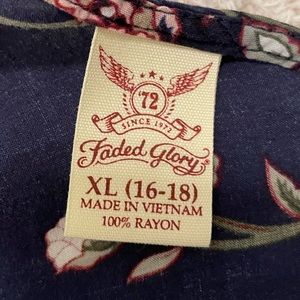 '72
SINCE 1972
Faded Glory®
XL (16-18)
MADE IN VIETNAM
100% RAYON